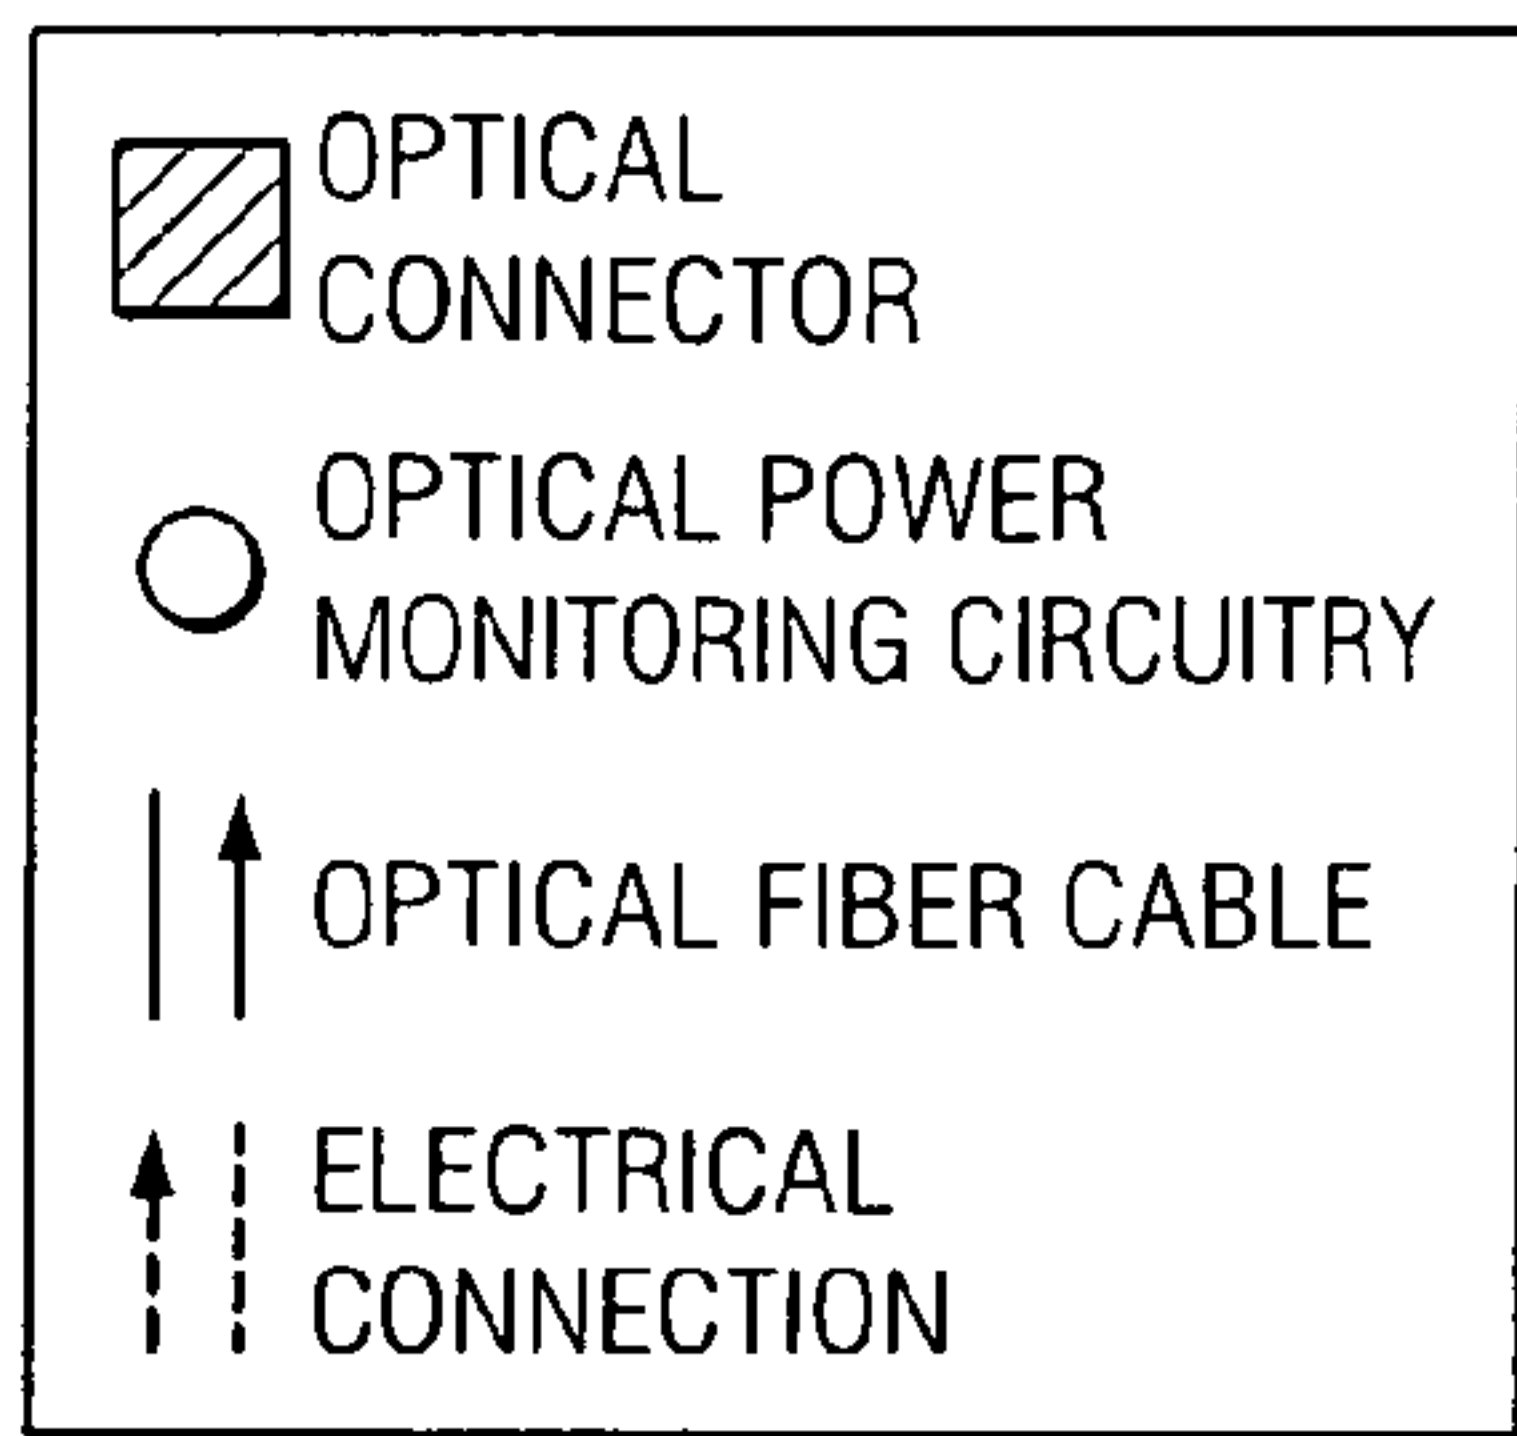 OPTICAL
CONNECTOR
OPTICAL POWER
MONITORING CIRCUITRY
OPTICAL FIBER CABLE
ELECTRICAL
CONNECTION